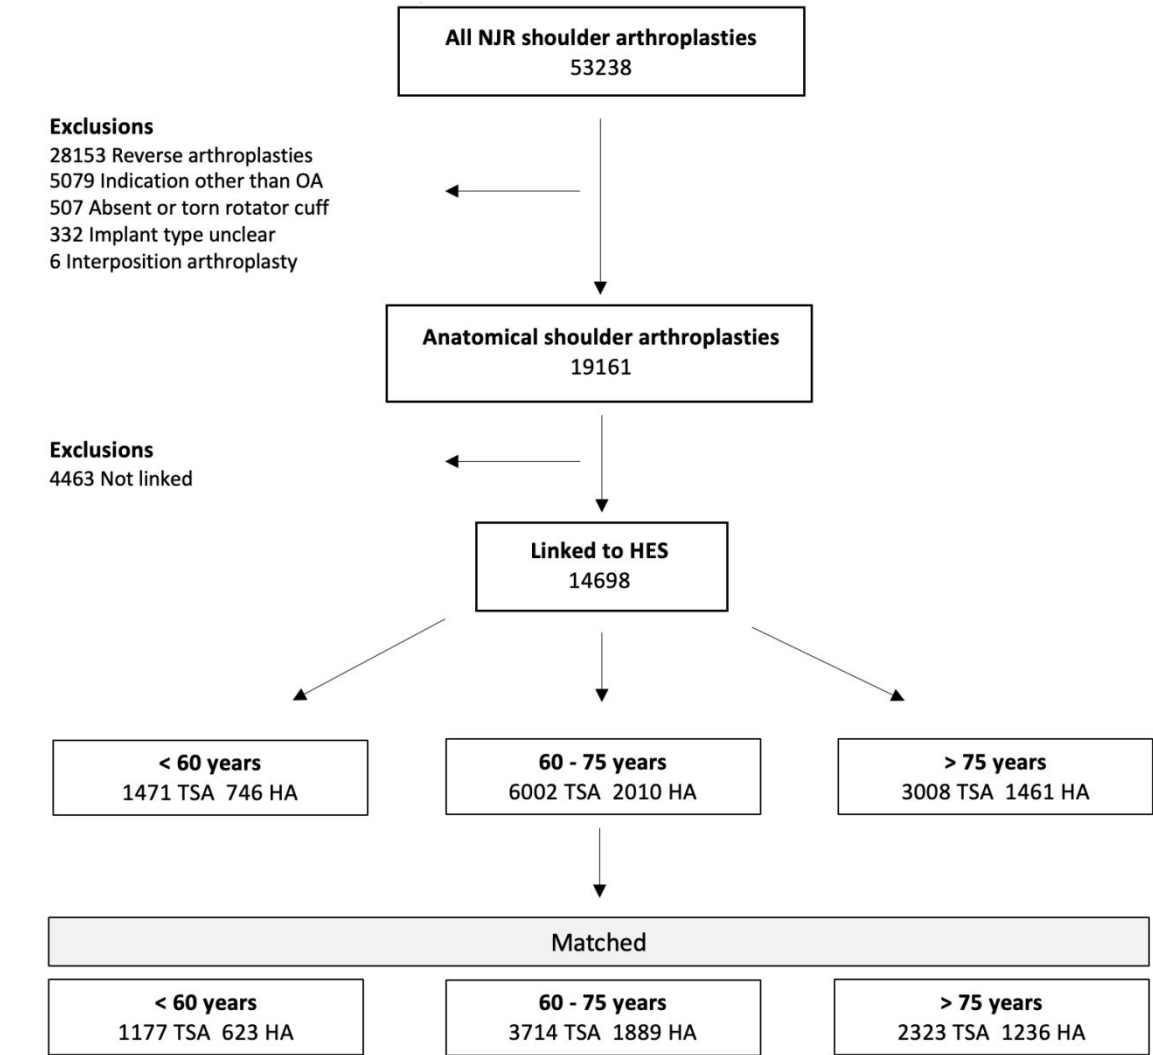 All NJR shoulder arthroplasties
53238
Exclusions
28153 Reverse arthroplasties
5079 Indication other than OA
507 Absent or torn rotator cuff
332 Implant type unclear
6 Interposition arthroplasty
Anatomical shoulder arthroplasties
19161
Exclusions
4463 Not linked
Linked to HES
14698
< 60 years
1471 TSA 746 HA
60 - 75 years
6002 TSA 2010 HA
> 75 years
3008 TSA 1461 HA
Matched
< 60 years
1177 TSA 623 HA
60 - 75 years
3714 TSA 1889 HA
> 75 years
2323 TSA 1236 HA